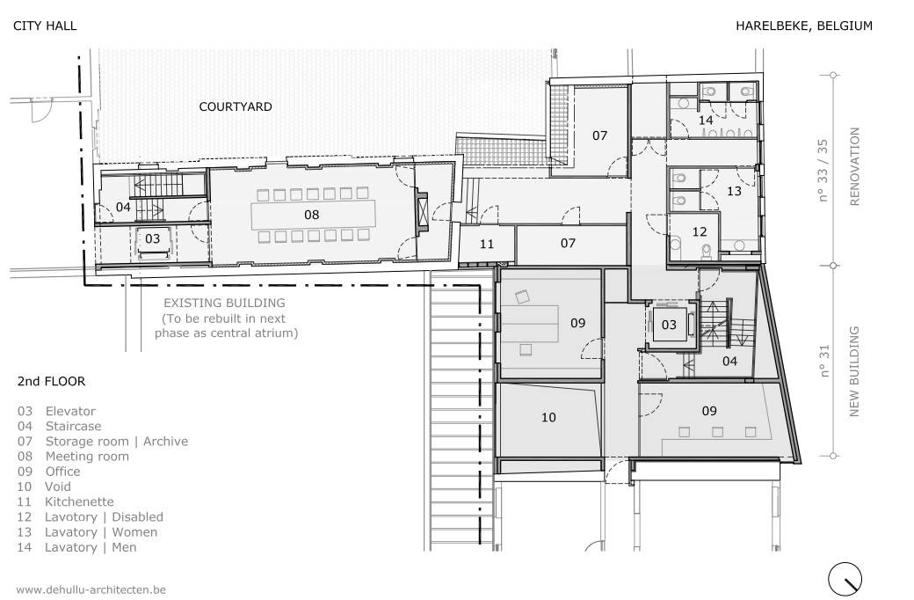 CITY HALL
HARELBEKE, BELGIUM
COURTYARD
07
14
n° 33 / 35
RENOVATION
13
04
08
12
03
11
07
EXISTING BUILDING
(To be rebuilt in next
phase as central atrium)
09
03
04
n° 31
NEW BUILDING
10
09
2nd FLOOR
03 Elevator
04 Staircase
07 Storage room | Archive
08 Meeting room
09 Office
10 Void
11 Kitchenette
12 Lavotory | Disabled
13 Lavatory | Women
14 Lavatory | Men
www.dehullu-architecten.be